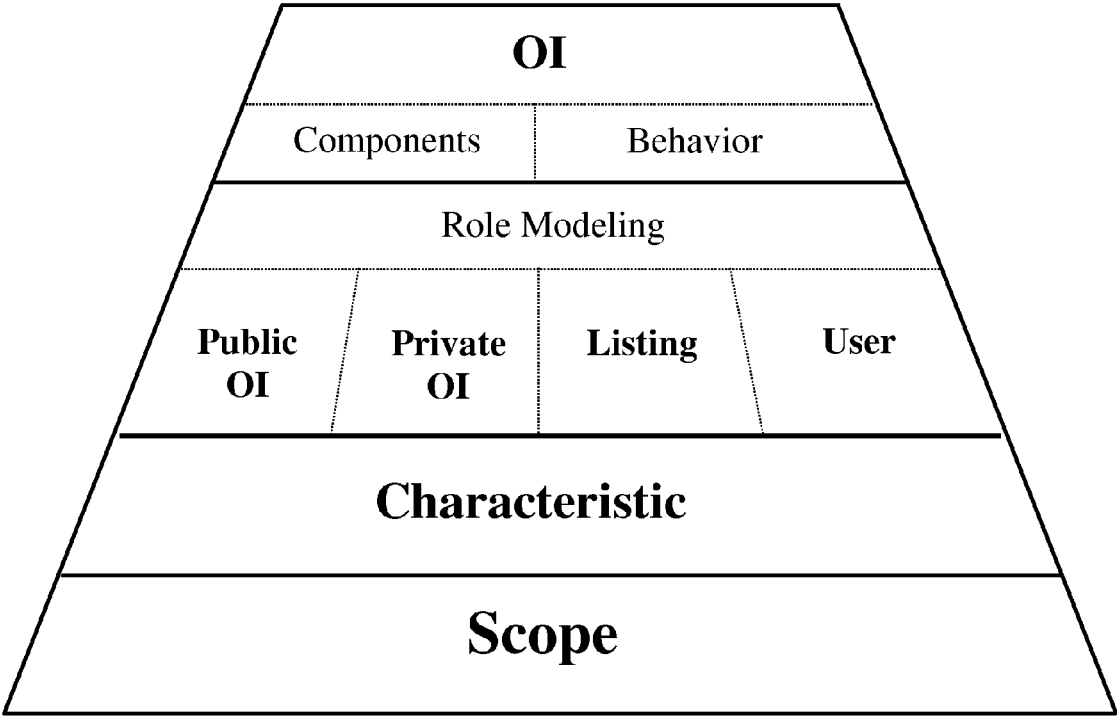 OI
Components Behavior
Role Modeling
Public Private Listing User
OI OI
Characteristic
Scope